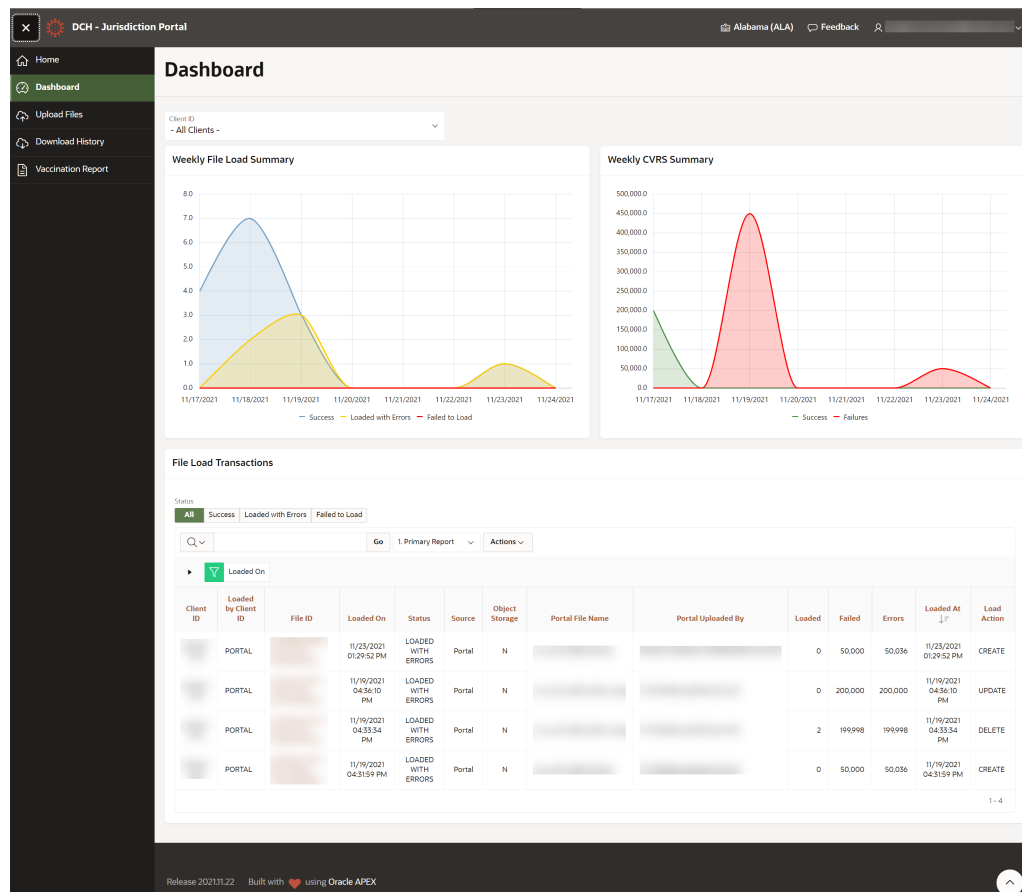 DCH - Jurisdiction Portal
Alabama (ALA)
Feedback
Home
Dashboard
Upload Files
Download History
Vaccination Report
Dashboard
Client ID
- All Clients -
Weekly File Load Summary
8.0
7.0
6.0
5.0
4.0
3.0
2.0
1.0
0.0
11/17/2021 11/18/2021 11/19/2021 11/20/2021 11/21/2021 11/22/2021 11/23/2021 11/24/2021
Success Loaded with Errors Failed to Load
Weekly CVRS Summary
500,000.0
450,000.0
400,000.0
350,000.0
300,000.0
250,000.0
200,000.0
150,000.0
100,000.0
50,000.0
0.0
11/17/2021 11/18/2021 11/19/2021 11/20/2021 11/21/2021 11/22/2021 11/23/2021 11/24/2021
Success Failures
File Load Transactions
Status
All Success Loaded with Errors Failed to Load
Go 1. Primary Report Actions
Loaded On
Client ID Loaded by Client ID File ID Loaded On Status Source Object Storage Portal File Name Portal Uploaded By Loaded Failed Errors Loaded At Load Action
PORTAL 11/23/2021 01:29:52 PM LOADED WITH ERRORS Portal N 0 50,000 50,036 11/23/2021 01:29:52 PM CREATE
PORTAL 11/19/2021 04:36:10 PM LOADED WITH ERRORS Portal N 0 200,000 200,000 11/19/2021 04:36:10 PM UPDATE
PORTAL 11/19/2021 04:33:34 PM LOADED WITH ERRORS Portal N 2 199,998 199,998 11/19/2021 04:33:34 PM DELETE
PORTAL 11/19/2021 04:31:59 PM LOADED WITH ERRORS Portal N 0 50,000 50,036 11/19/2021 04:31:59 PM CREATE
1 - 4
Release 2021.11.22 Built with using Oracle APEX